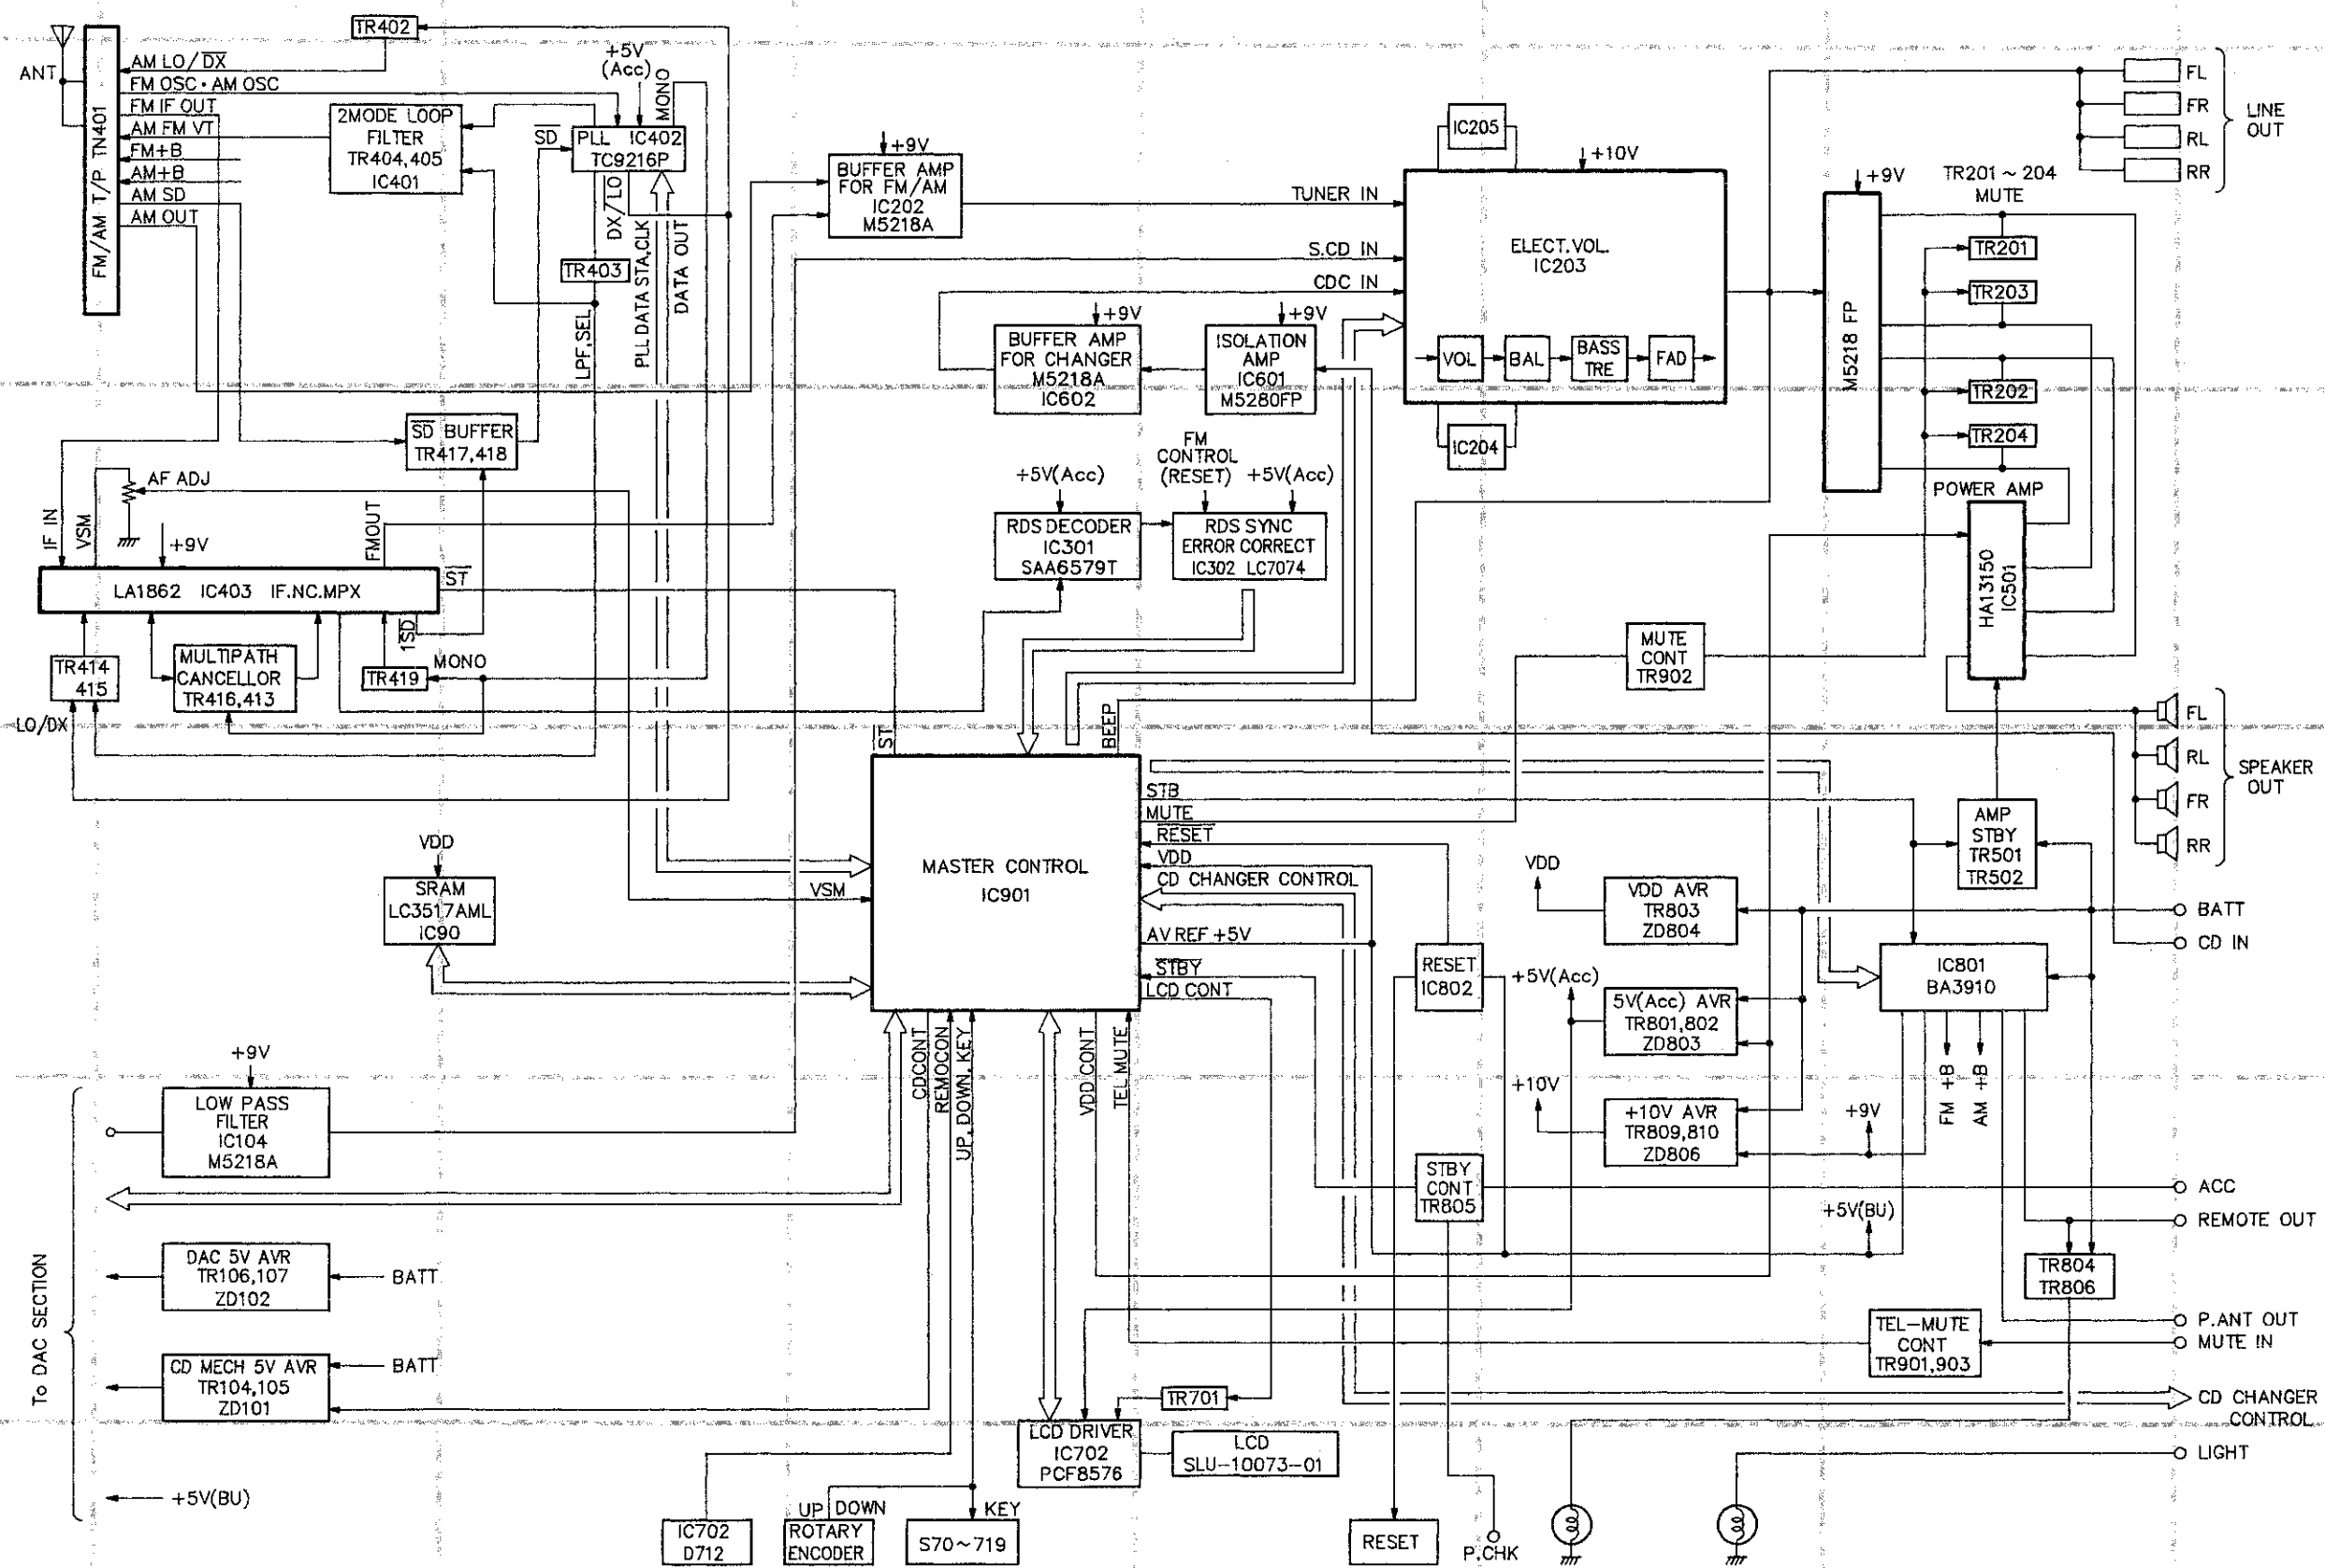 TR402
ANT
FM/AM T/P TN401
AM LO/DX
FM OSC・AM OSC
FM IF OUT
AM FM VT
FM+B
AM+B
AM SD
AM OUT
2MODE LOOP
FILTER
TR404,405
IC401
+5V
(Acc)
MONO
SD
PLL IC402
TC9216P
DX/LO
TR403
LPF,SEL
PLL DATA STA,CLK
DATA OUT
+9V
BUFFER AMP
FOR FM/AM
IC202
M5218A
TUNER IN
S.CD IN
CDC IN
IC205
+10V
ELECT.VOL.
IC203
VOL
BAL
BASS
TRE
FAD
IC204
+9V
BUFFER AMP
FOR CHANGER
M5218A
IC602
+9V
ISOLATION
AMP
IC601
M5280FP
+9V
M5218 FP
TR201～204
MUTE
TR201
TR203
TR202
TR204
FL
FR
RL
RR
LINE
OUT
SD BUFFER
TR417,418
AF ADJ
IF IN
VSM
+9V
FMOUT
LA1862 IC403 IF.NC.MPX
ST
1SD
TR414
415
LO/DX
MULTIPATH
CANCELLOR
TR416,413
TR419
MONO
+5V(Acc)
RDS DECODER
IC301
SAA6579T
FM
CONTROL
(RESET)
+5V(Acc)
RDS SYNC
ERROR CORRECT
IC302 LC7074
POWER AMP
HA13150
IC501
MUTE
CONT
TR902
FL
RL
FR
RR
SPEAKER
OUT
AMP
STBY
TR501
TR502
ST
BEEP
MASTER CONTROL
IC901
STB
MUTE
RESET
VDD
CD CHANGER CONTROL
AV REF +5V
STBY
LCD CONT
VSM
VDD
SRAM
LC3517AML
IC90
CDCONT
REMOCON
UP,DOWN,KEY
VDD CONT
TEL MUTE
RESET
IC802
VDD
VDD AVR
TR803
ZD804
+5V(Acc)
5V(Acc) AVR
TR801,802
ZD803
+10V
+10V AVR
TR809,810
ZD806
+9V
IC801
BA3910
FM +B
AM +B
BATT
CD IN
STBY
CONT
TR805
+5V(BU)
ACC
REMOTE OUT
TR804
TR806
P.ANT OUT
MUTE IN
TEL-MUTE
CONT
TR901,903
CD CHANGER
CONTROL
LIGHT
+9V
LOW PASS
FILTER
IC104
M5218A
To DAC SECTION
DAC 5V AVR
TR106,107
ZD102
BATT
CD MECH 5V AVR
TR104,105
ZD101
BATT
+5V(BU)
TR701
LCD DRIVER
IC702
PCF8576
LCD
SLU-10073-01
IC702
D712
UP DOWN
ROTARY
ENCODER
KEY
S70～719
RESET
P.CHK